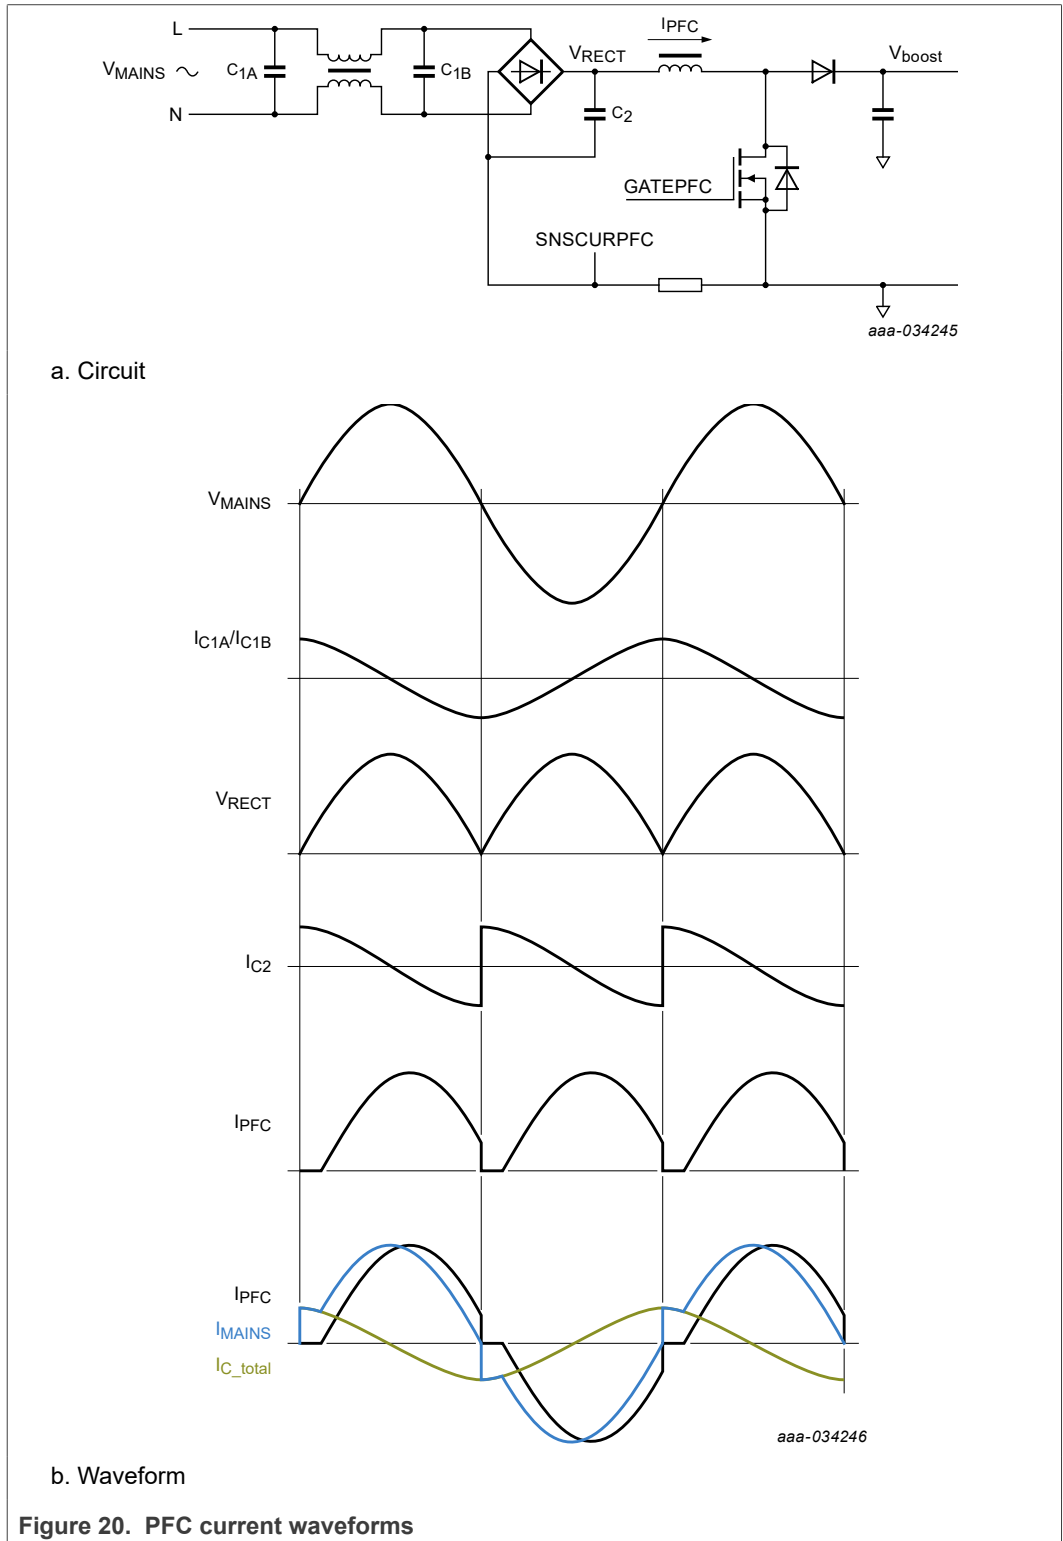 L
IPFC
VMAINS
C1A
C1B
VRECT
Vboost
C2
N
GATEPFC
SNSCURPFC
aaa-034245
a. Circuit
VMAINS
IC1A/IC1B
VRECT
IC2
IPFC
IPFC
IMAINS
IC_total
aaa-034246
b. Waveform
Figure 20. PFC current waveforms